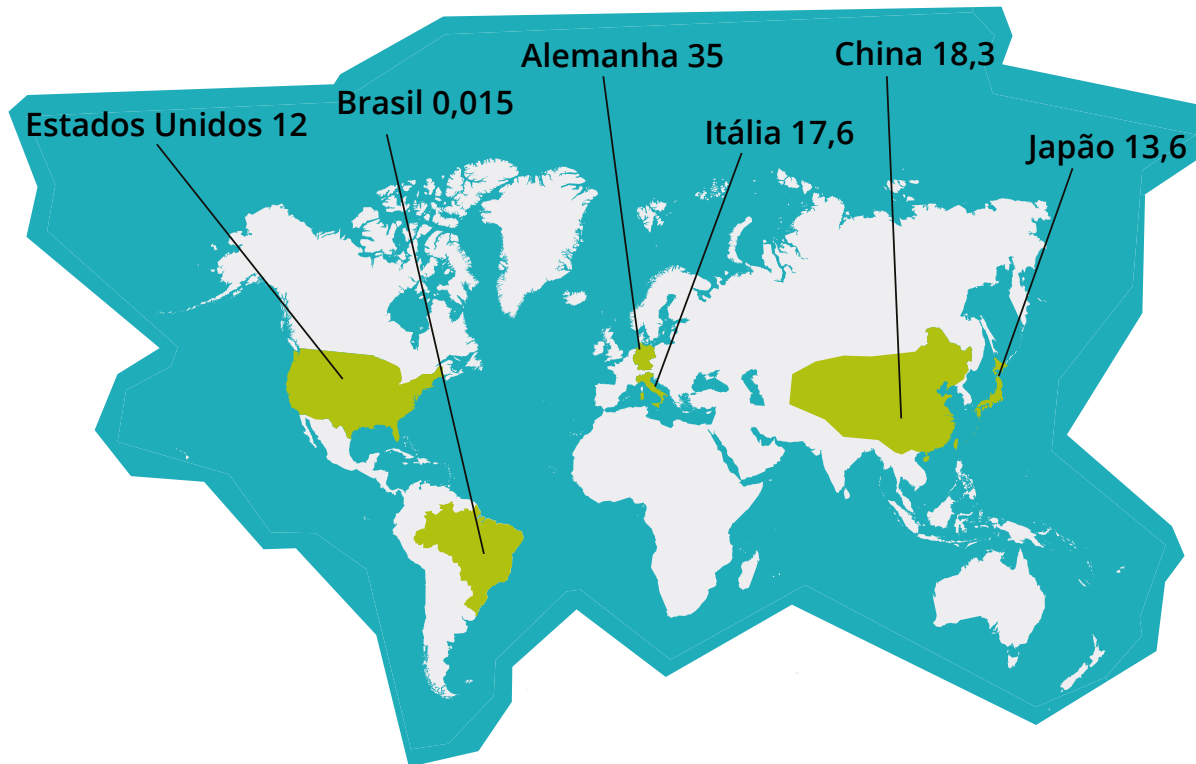 Alemanha 35
China 18,3
Brasil 0,015
Estados Unidos 12
Itália 17,6
Japão 13,6